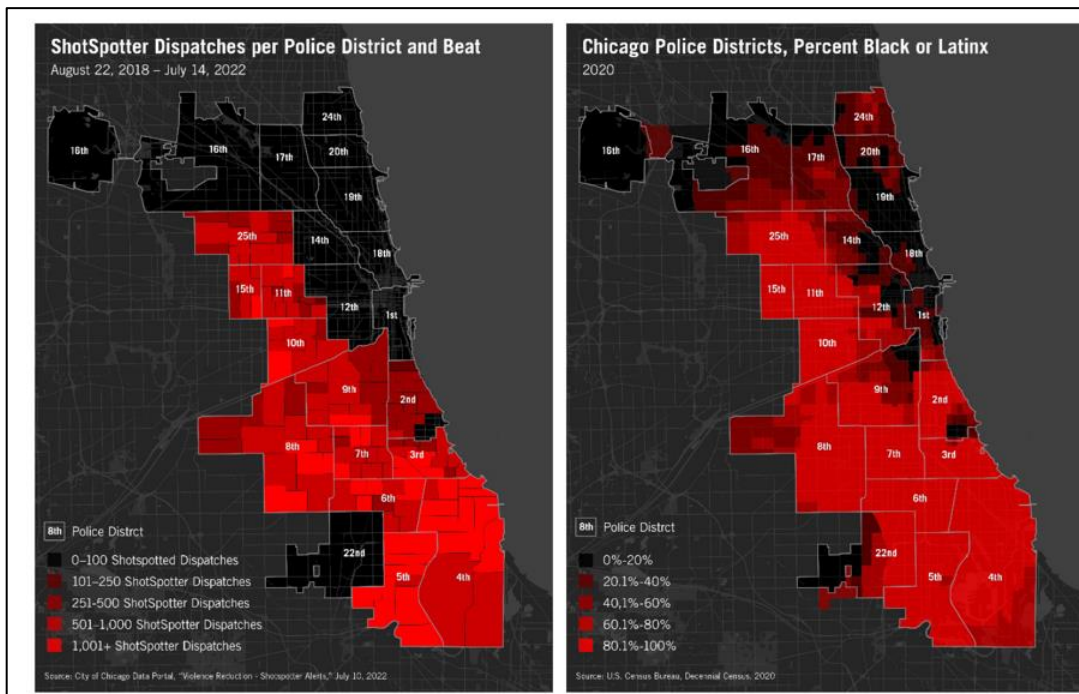 ShotSpotter Dispatches per Police District and Beat
August 22, 2018 – July 14, 2022
24th
16th
16th
17th
20th
19th
25th
14th
18th
15th
11th
12th
1st
10th
9th
2nd
8th
7th
3rd
6th
22nd
5th
4th
8th Police Distrct
0–100 Shotspotted Dispatches
101–250 ShotSpotter Dispatches
251-500 ShotSpotter Dispatches
501–1,000 ShotSpotter Dispatches
1,001+ ShotSpotter Dispatches
Source: City of Chicago Data Portal, "Violence Reduction - Shotspotter Alerts," July 10, 2022
Chicago Police Districts, Percent Black or Latinx
2020
24th
16th
16th
17th
20th
19th
25th
14th
18th
15th
11th
12th
1st
10th
9th
2nd
8th
7th
3rd
6th
22nd
5th
4th
8th Police Distrct
0%-20%
20.1%-40%
40,1%-60%
60.1%-80%
80.1%-100%
Source: U.S. Census Bureau, Decennial Census, 2020